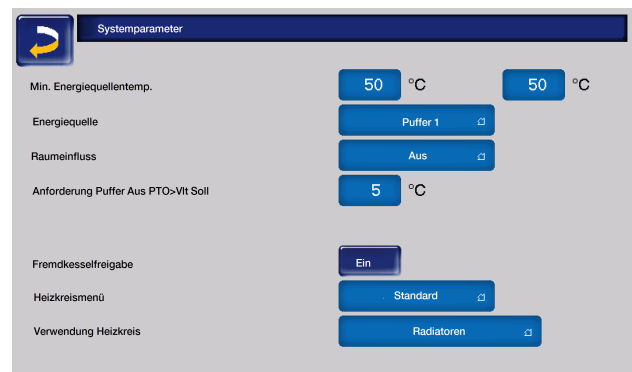 Systemparameter
Min. Energiequellentemp. 50 °C 50 °C
Energiequelle Puffer 1
Raumeinfluss Aus
Anforderung Puffer Aus PTO>Vlt Soll 5 °C
Fremdkesselfreigabe Ein
Heizkreismenü Standard
Verwendung Heizkreis Radiatoren